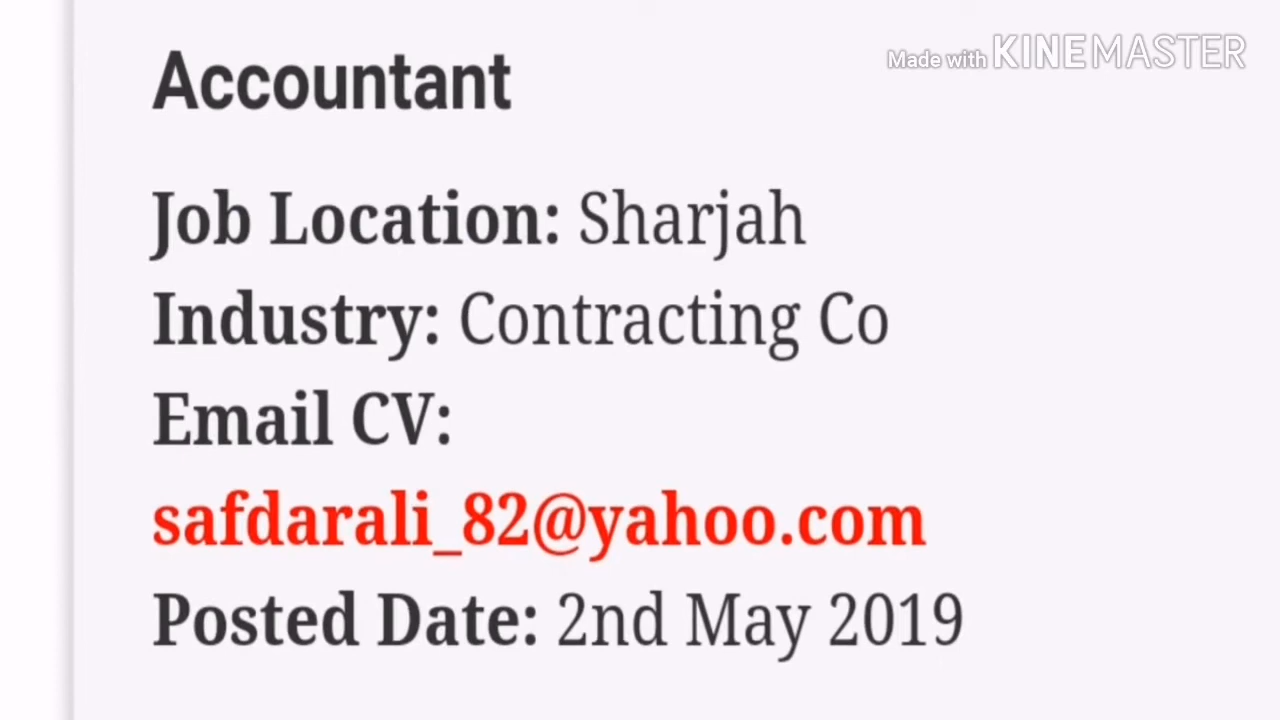 Made with KINEMASTER
Accountant
Job Location: Sharjah
Industry: Contracting Co
Email CV:
safdarali_82@yahoo.com
Posted Date: 2nd May 2019